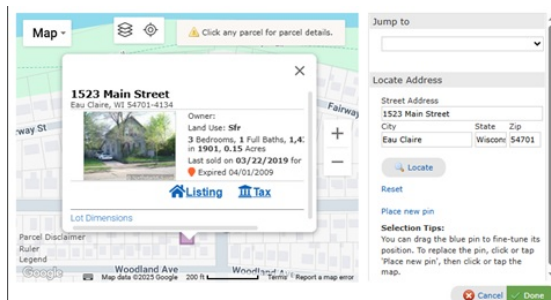 Map
Click any parcel for parcel details.
1523 Main Street
Eau Claire, WI 54701-4134
Owner:
Land Use: Sfr
3 Bedrooms, 1 Full Baths, 1,4
in 1901, 0.15 Acres
Last sold on 03/22/2019 for
Expired 04/01/2009
Listing
Tax
Lot Dimensions
way St
Fairway
+
−
Parcel Disclaimer
Ruler
Legend
Google
Woodland Ave
Woodland Ave
Map data ©2025 Google
200 ft
Terms
Report a map error
Jump to
Locate Address
Street Address
1523 Main Street
City
State
Zip
Eau Claire
Wiscons
54701
Locate
Reset
Place new pin
Selection Tips:
You can drag the blue pin to fine-tune its
position. To replace the pin, click or tap
'Place new pin', then click or tap the
map.
Cancel
Done